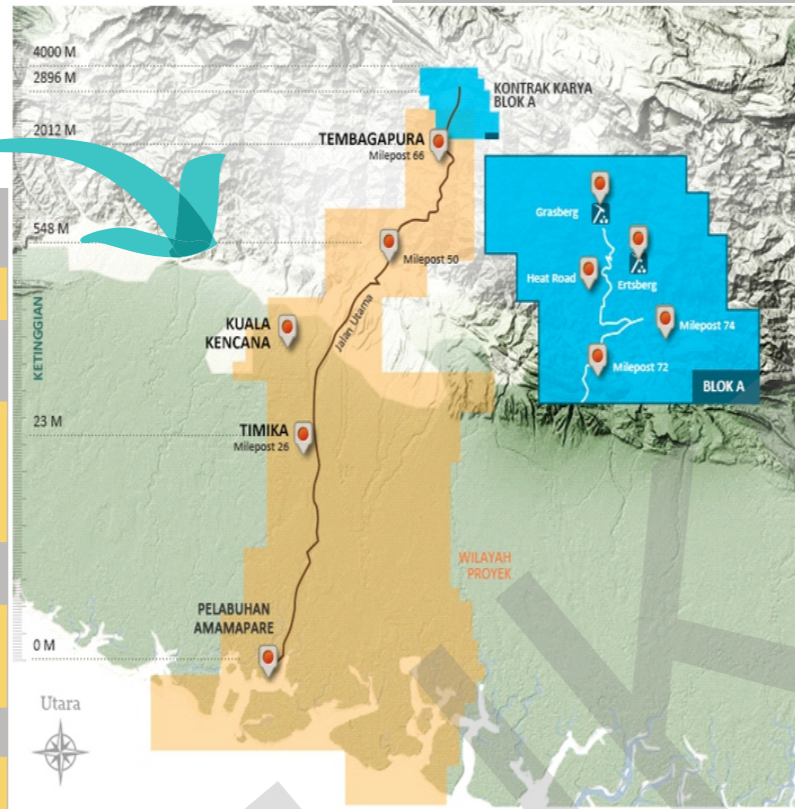 4000 M
2896 M
KONTRAK KARYA
BLOK A
2012 M
TEMBAGAPURA
Milepost 66
548 M
Milepost 50
Grasberg
Heat Road
Ertsberg
Milepost 74
Milepost 72
BLOK A
KETINGGIAN
KUALA
KENCANA
Jalan Utama
23 M
TIMIKA
Milepost 26
WILAYAH
PROYEK
PELABUHAN
AMAMAPARE
0 M
Utara